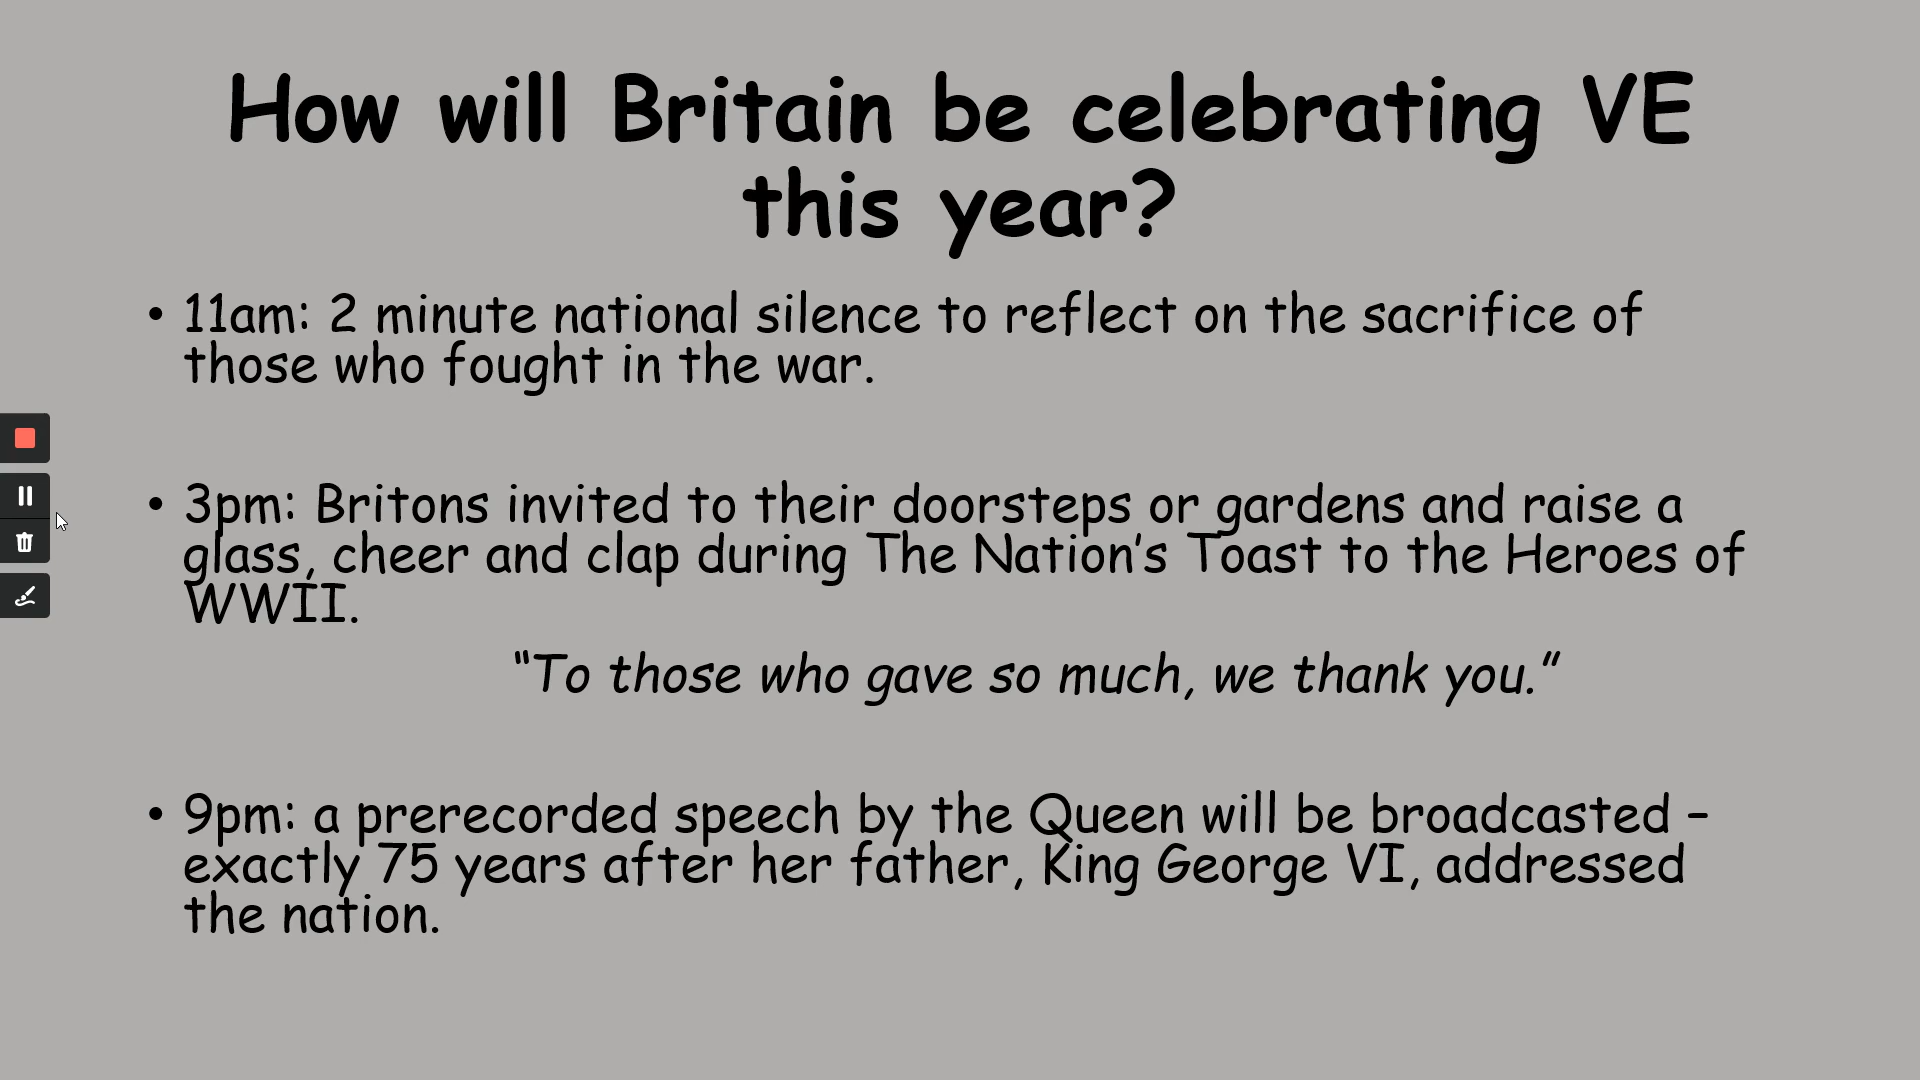 How will Britain be celebrating VE
this year?
• 11am: 2 minute national silence to reflect on the sacrifice of
those who fought in the war.
• 3pm: Britons invited to their doorsteps or gardens and raise a
glass, cheer and clap during The Nation’s Toast to the Heroes of
WWII.
“To those who gave so much, we thank you.”
• 9pm: a prerecorded speech by the Queen will be broadcasted –
exactly 75 years after her father, King George VI, addressed
the nation.